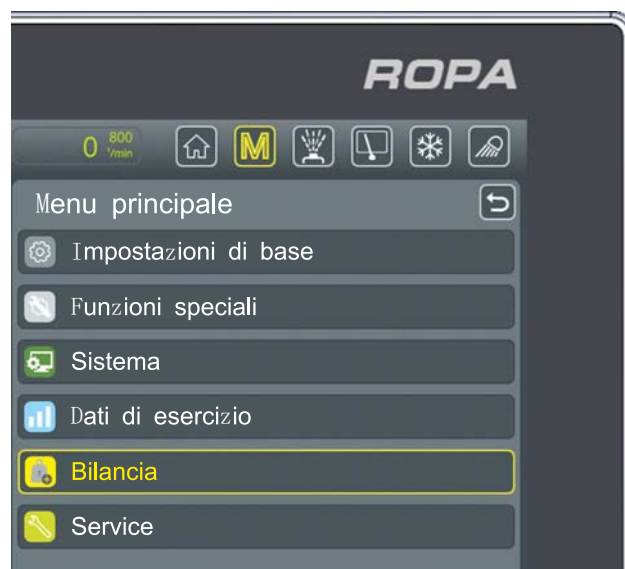 ROPA
0 800 1/min M
Menu principale
Impostazioni di base
Funzioni speciali
Sistema
Dati di esercizio
Bilancia
Service